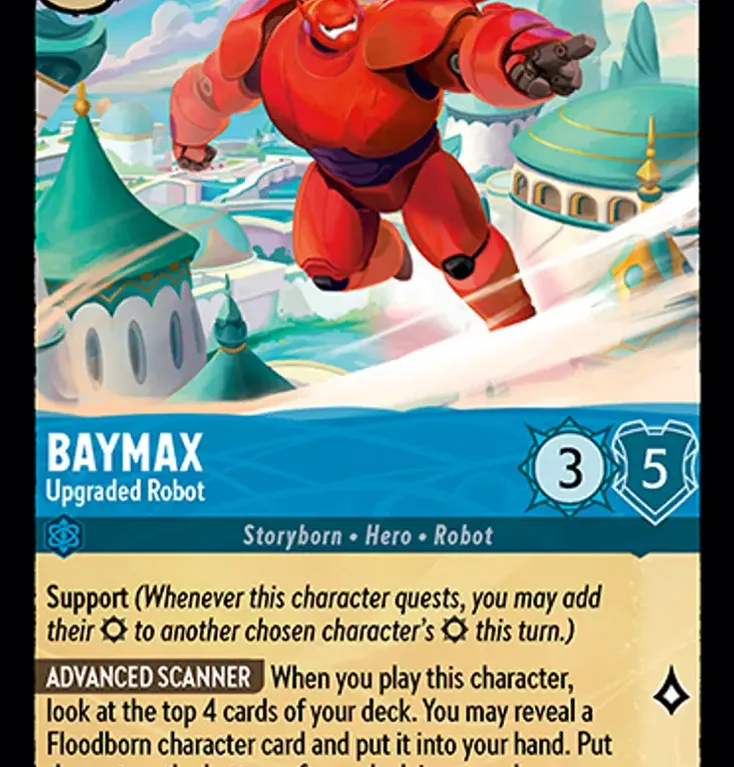 BAYMAX
Upgraded Robot
3
5
Storyborn • Hero • Robot
Support (Whenever this character quests, you may add
their to another chosen character's this turn.)
ADVANCED SCANNER When you play this character,
look at the top 4 cards of your deck. You may reveal a
Floodborn character card and put it into your hand. Put